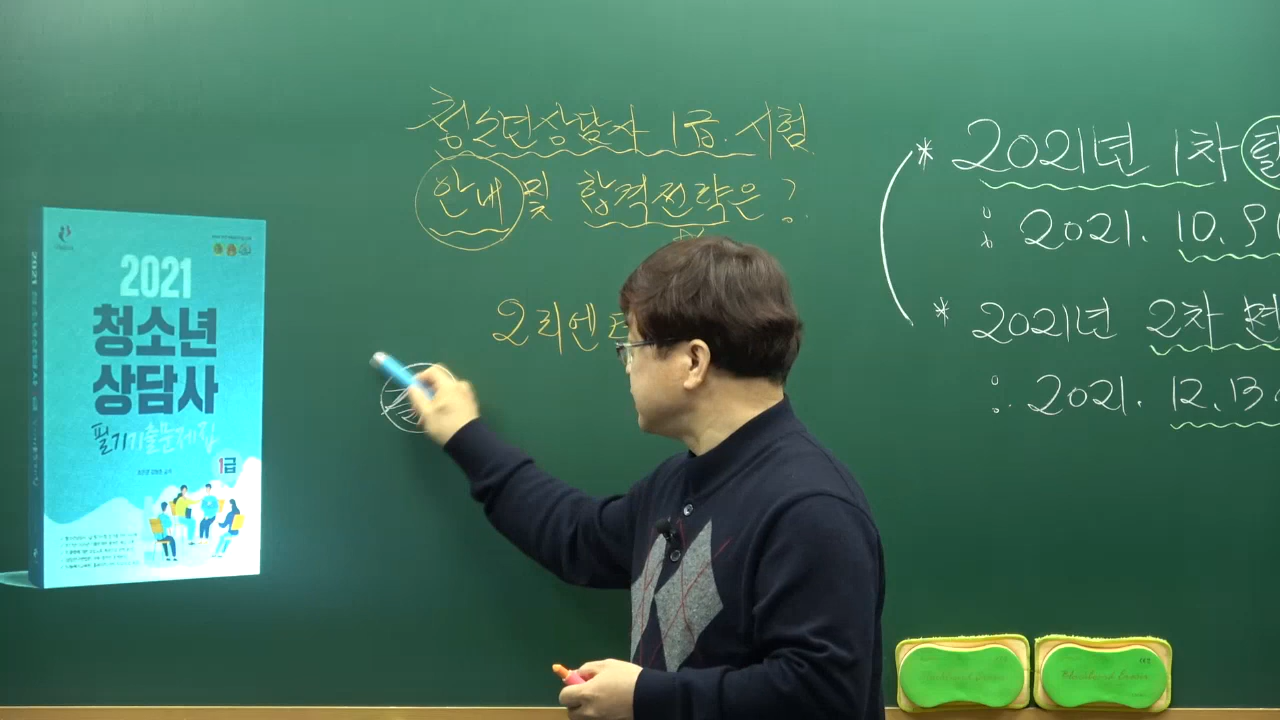 청소년상담사 1급. 시험
안내 및 합격전략은?
오리엔
* 2021년 1차 필
: 2021. 10. 9(
* 2021년 2차 면
: 2021. 12. 13~
2021
청소년
상담사
필기기출문제집
1급